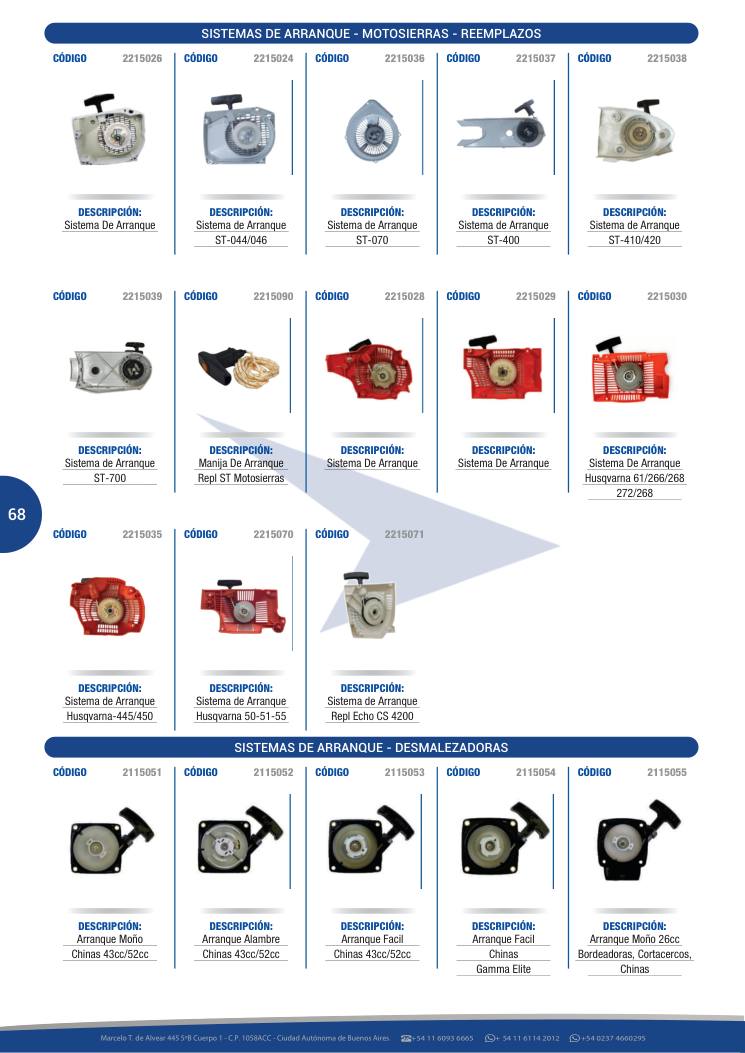 SISTEMAS DE ARRANQUE - MOTOSIERRAS - REEMPLAZOS
CÓDIGO 2215026
DESCRIPCIÓN:
Sistema De Arranque
CÓDIGO 2215024
DESCRIPCIÓN:
Sistema de Arranque
ST-044/046
CÓDIGO 2215036
DESCRIPCIÓN:
Sistema de Arranque
ST-070
CÓDIGO 2215037
DESCRIPCIÓN:
Sistema de Arranque
ST-400
CÓDIGO 2215038
DESCRIPCIÓN:
Sistema de Arranque
ST-410/420
CÓDIGO 2215039
DESCRIPCIÓN:
Sistema de Arranque
ST-700
CÓDIGO 2215090
DESCRIPCIÓN:
Manija De Arranque
Repl ST Motosierras
CÓDIGO 2215028
DESCRIPCIÓN:
Sistema De Arranque
CÓDIGO 2215029
DESCRIPCIÓN:
Sistema De Arranque
CÓDIGO 2215030
DESCRIPCIÓN:
Sistema De Arranque
Husqvarna 61/266/268
272/268
68
CÓDIGO 2215035
DESCRIPCIÓN:
Sistema de Arranque
Husqvarna-445/450
CÓDIGO 2215070
DESCRIPCIÓN:
Sistema de Arranque
Husqvarna 50-51-55
CÓDIGO 2215071
DESCRIPCIÓN:
Sistema de Arranque
Repl Echo CS 4200
SISTEMAS DE ARRANQUE - DESMALEZADORAS
CÓDIGO 2115051
DESCRIPCIÓN:
Arranque Moño
Chinas 43cc/52cc
CÓDIGO 2115052
DESCRIPCIÓN:
Arranque Alambre
Chinas 43cc/52cc
CÓDIGO 2115053
DESCRIPCIÓN:
Arranque Facil
Chinas 43cc/52cc
CÓDIGO 2115054
DESCRIPCIÓN:
Arranque Facil
Chinas
Gamma Elite
CÓDIGO 2115055
DESCRIPCIÓN:
Arranque Moño 26cc
Bordeadoras, Cortacercos,
Chinas
Marcelo T. de Alvear 445 5ºB Cuerpo 1 - C.P. 1058ACC - Ciudad Autónoma de Buenos Aires. +54 11 6093 6665 + 54 11 6114 2012 +54 0237 4660295